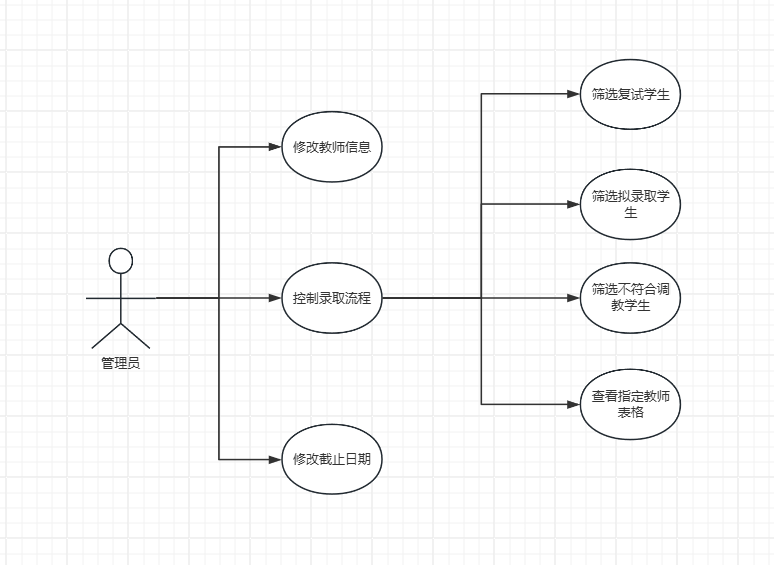 筛选复试学生
修改教师信息
筛选拟录取学
生
控制录取流程
筛选不符合调
教学生
管理员
查看指定教师
表格
修改截止日期